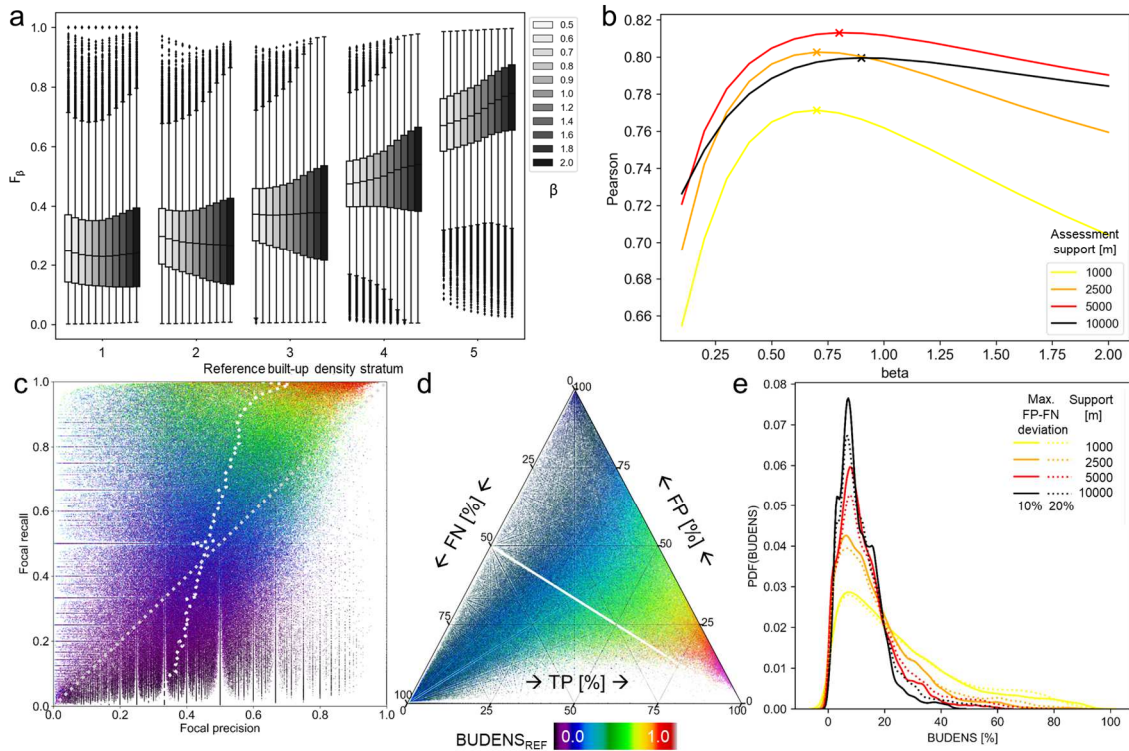 a
1.0
0.8
0.6
0.4
0.2
0.0
Fβ
1 2 3 4 5
Reference built-up density stratum
0.5
0.6
0.7
0.8
0.9
1.0
1.2
1.4
1.6
1.8
2.0
β
b
0.82
0.80
0.78
0.76
0.74
0.72
0.70
0.68
0.66
Pearson
0.25 0.50 0.75 1.00 1.25 1.50 1.75 2.00
beta
Assessment
support [m]
1000
2500
5000
10000
c
1.0
0.8
0.6
0.4
0.2
0.0
Focal recall
0.0 0.2 0.4 0.6 0.8 1.0
Focal precision
d
0
100
25
75
← FN [%] ←
← FP [%] ←
50
50
75
25
→ TP [%] →
100
0
25 50 75 100
BUDENSREF 0.0 1.0
e
0.08
0.07
0.06
0.05
0.04
0.03
0.02
0.01
0.00
PDF(BUDENS)
Max. Support
FP-FN [m]
deviation
1000
2500
5000
10000
10% 20%
0 20 40 60 80 100
BUDENS [%]